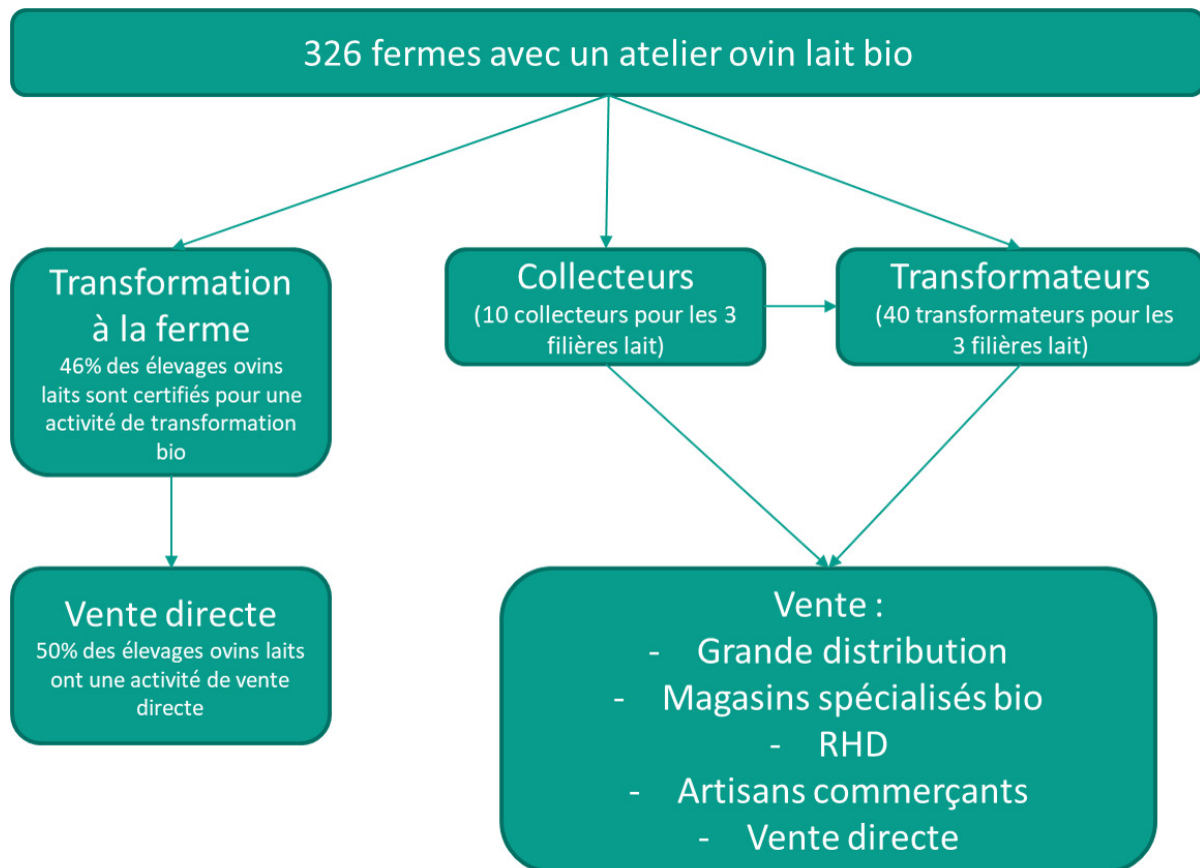 326 fermes avec un atelier ovin lait bio
Transformation
à la ferme
46% des élevages ovins
laits sont certifiés pour une
activité de transformation
bio
Collecteurs
(10 collecteurs pour les 3
filières lait)
Transformateurs
(40 transformateurs pour les
3 filières lait)
Vente directe
50% des élevages ovins laits
ont une activité de vente
directe
Vente :
- Grande distribution
- Magasins spécialisés bio
- RHD
- Artisans commerçants
- Vente directe